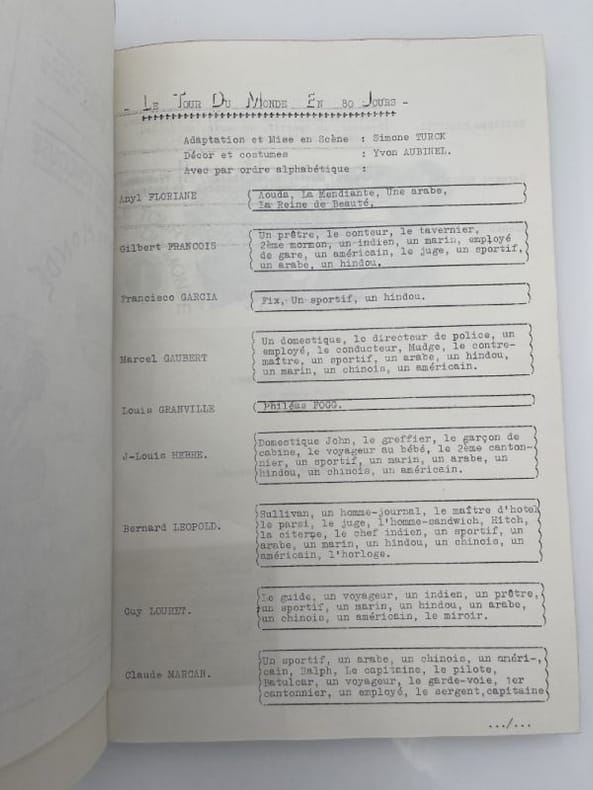 - LE TOUR DU MONDE EN 80 JOURS -
Adaptation et Mise en Scène : Simone TURCK
Décor et costumes : Yvon AUBINEL.
Avec par ordre alphabétique :
Anyl FLORIANE
Aouda, La Mendiante, Une arabe,
La Reine de Beauté,
Gilbert FRANCOIS
Un prêtre, le conteur, le tavernier,
2ème mormon, un indien, un marin, employé
de gare, un américain, le juge, un sportif,
un arabe, un hindou.
Francisco GARCIA
Fix, Un sportif, un hindou.
Marcel GAUBERT
Un domestique, le directeur de police, un
employé, le conducteur, Mudge, le contre-
maître, un sportif, un arabe, un hindou,
un marin, un chinois, un américain.
Louis GRANVILLE
Philéas FOGG.
J-Louis HEBRE.
Domestique John, le greffier, le garçon de
cabine, le voyageur au bébé, le 2ème canton-
nier, un sportif, un marin, un arabe, un
hindou, un chinois, un américain.
Bernard LEOPOLD.
Sullivan, un homme-journal, le maître d'hotel
le parsi, le juge, l'homme-sandwich, Hitch,
la citerne, le chef indien, un sportif, un
arabe, un marin, un hindou, un chinois, un
américain, l'horloge.
Guy LOURET.
Le guide, un voyageur, un indien, un prêtre,
un sportif, un marin, un hindou, un arabe,
un chinois, un américain, le miroir.
Claude MARCAN.
Un sportif, un arabe, un chinois, un améri-,
cain, Ralph, Le capitaine, le pilote,
Batulcar, un voyageur, le garde-voie, 1er
cantonnier, un employé, le sergent,capitaine
.../...